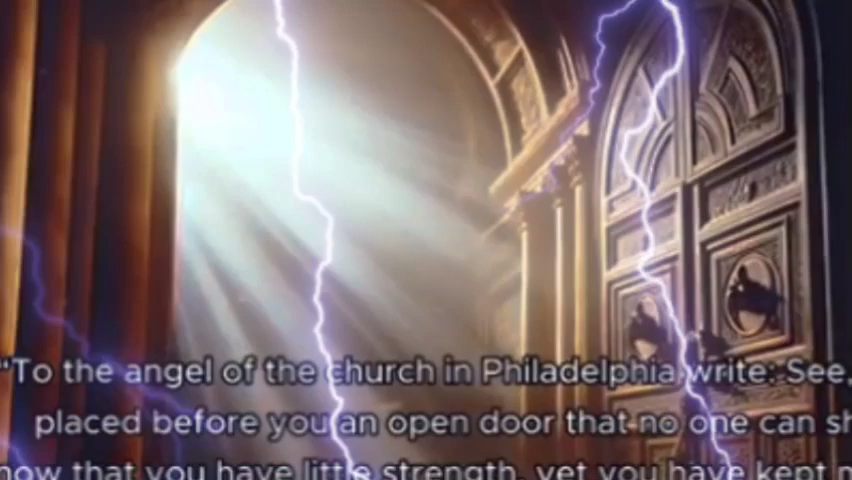 “To the angel of the church in Philadelphia write: See,
placed before you an open door that no one can
that you have little strength, yet you have kept